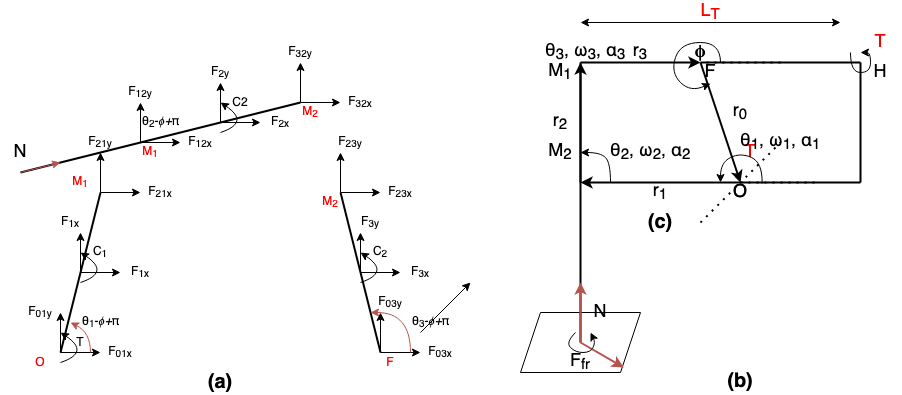 L_T
T
θ₃, ω₃, α₃ r₃
ϕ
M₁
F
H
F32y
F2y
F12y
C2
M₂
F32x
θ₂-ϕ+π
F2x
r₀
r₂
N
F21y
M₁
F12x
F23y
M₂
θ₂, ω₂, α₂
T
θ₁, ω₁, α₁
M₁
F21x
M₂
F23x
r₁
O
F1x
F3y
(c)
C₁
C₂
F1x
F3x
F01y
θ₁-ϕ+π
F03y
θ₃-ϕ+π
N
T
O
F01x
F
F03x
Ffr
(a)
(b)